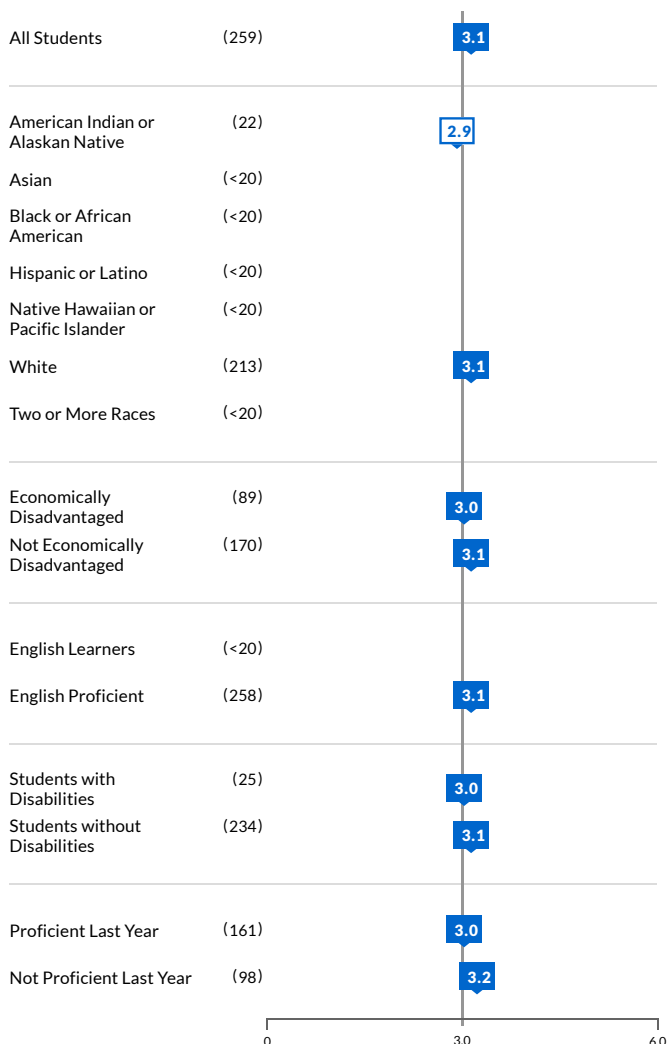 All Students (259) 3.1
American Indian or (22) 2.9
Alaskan Native
Asian (<20)
Black or African (<20)
American
Hispanic or Latino (<20)
Native Hawaiian or (<20)
Pacific Islander
White (213) 3.1
Two or More Races (<20)
Economically (89) 3.0
Disadvantaged
Not Economically (170) 3.1
Disadvantaged
English Learners (<20)
English Proficient (258) 3.1
Students with (25) 3.0
Disabilities
Students without (234) 3.1
Disabilities
Proficient Last Year (161) 3.0
Not Proficient Last Year (98) 3.2
0 3.0 6.0